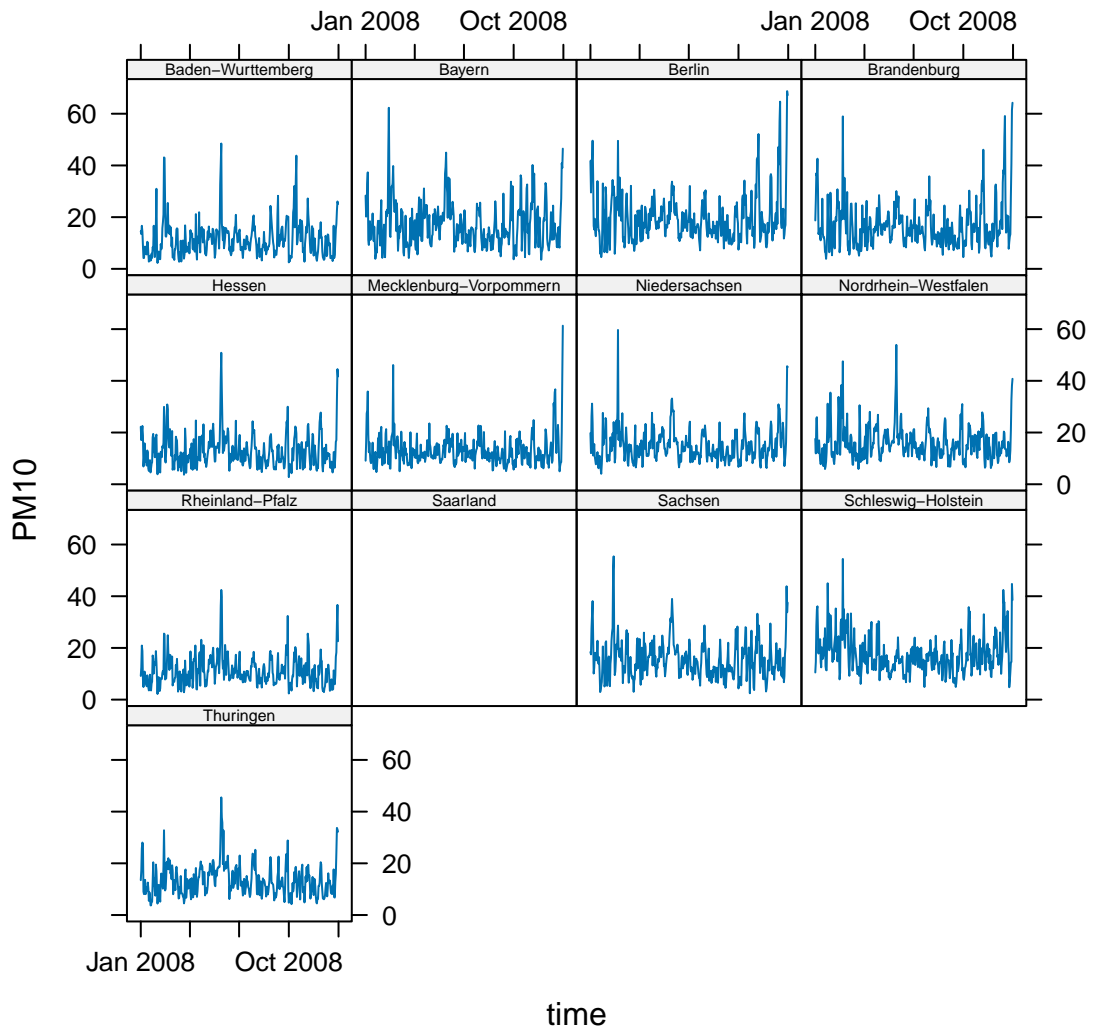 Jan 2008 Oct 2008 Jan 2008 Oct 2008
Baden−Wurttemberg Bayern Berlin Brandenburg
60
40
20
0
Hessen Mecklenburg−Vorpommern Niedersachsen Nordrhein−Westfalen
60
40
20
0
PM10
Rheinland−Pfalz Saarland Sachsen Schleswig−Holstein
60
40
20
0
Thuringen
60
40
20
0
Jan 2008 Oct 2008
time